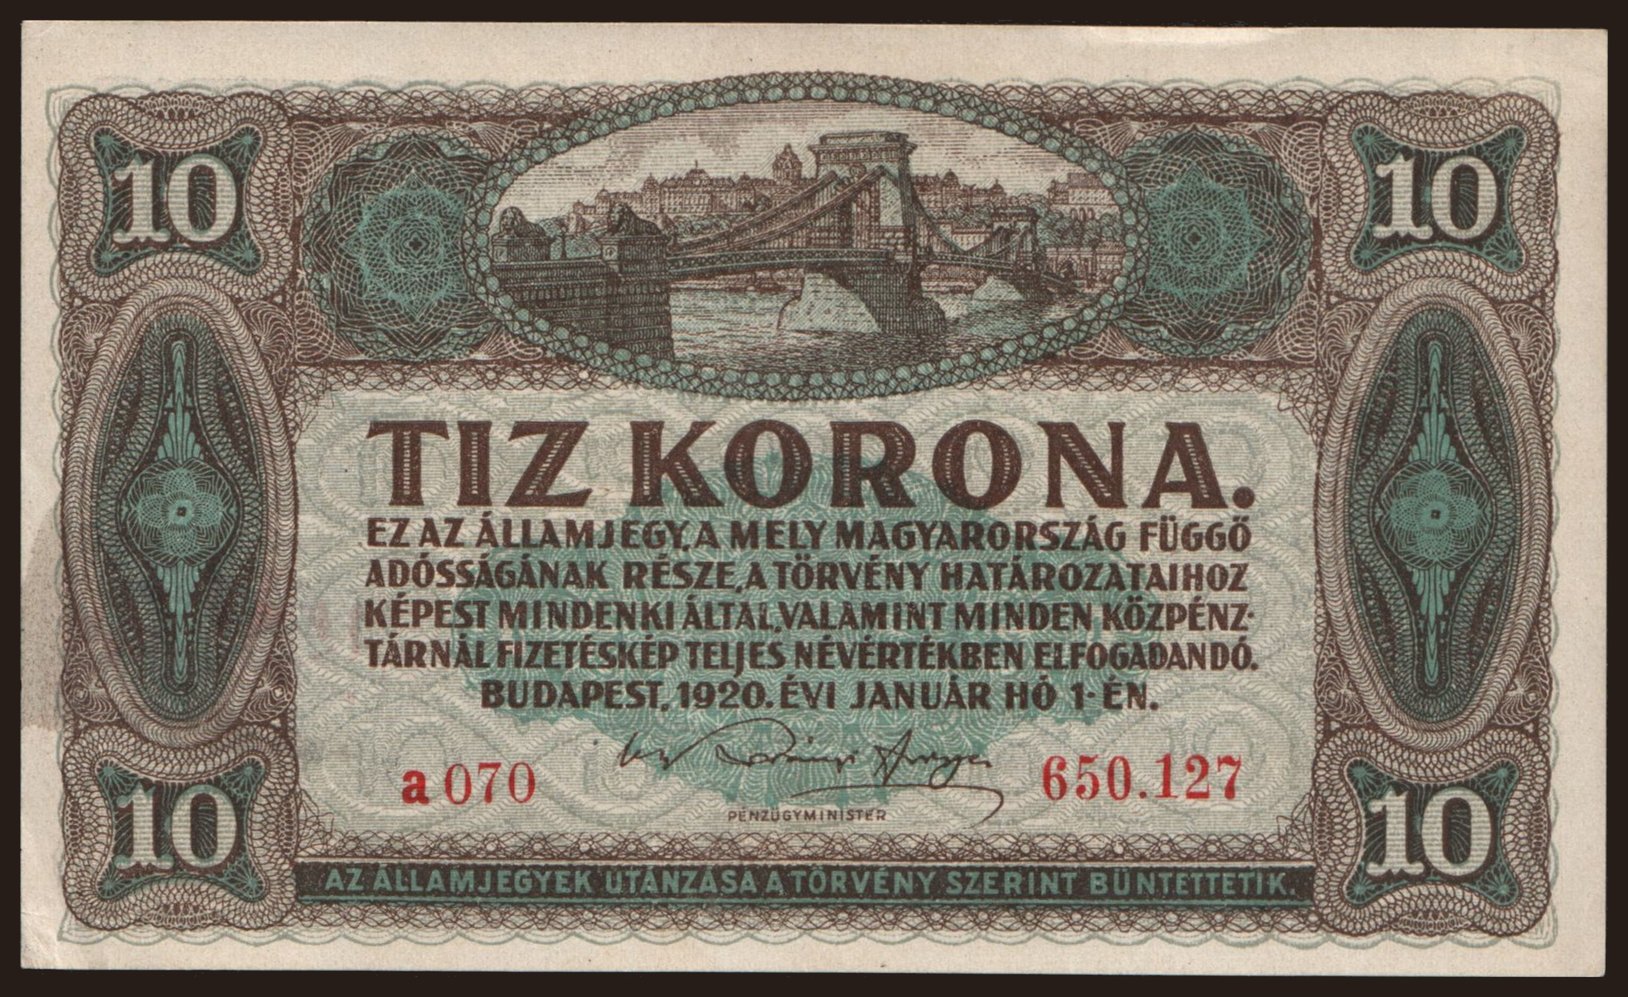 10 10
TIZ KORONA.
EZ AZ ÁLLAMJEGY, A MELY MAGYARORSZÁG FÜGGŐ
ADÓSSÁGÁNAK RÉSZE, A TÖRVÉNY HATÁROZATAIHOZ
KÉPEST MINDENKI ÁLTAL, VALAMINT MINDEN KÖZPÉNZ-
TÁRNÁL FIZETÉSKÉP TELJES NÉVÉRTÉKBEN ELFOGADANDÓ.
BUDAPEST, 1920. ÉVI JANUÁR HÓ 1-ÉN.
a 070 650.127
PÉNZÜGYMINISTER
10 10
AZ ÁLLAMJEGYEK UTÁNZÁSA A TÖRVÉNY SZERINT BÜNTETTETIK.